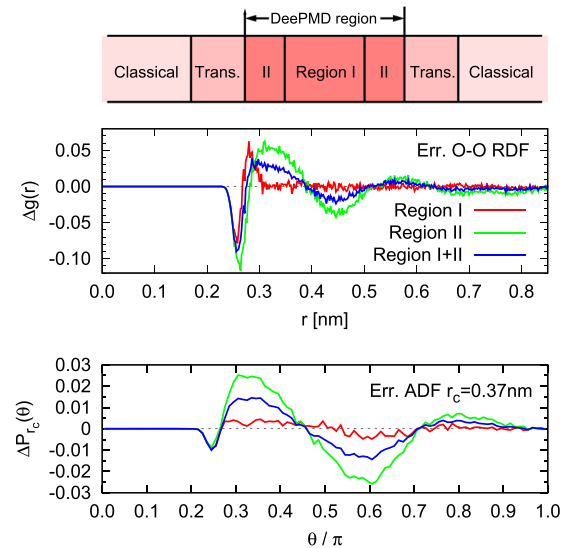 DeePMD region
Classical Trans. II Region I II Trans. Classical
Err. O-O RDF
Δg(r)
0.05
0.00
-0.05
-0.10
Region I
Region II
Region I+II
0.0 0.1 0.2 0.3 0.4 0.5 0.6 0.7 0.8
r [nm]
Err. ADF r_c=0.37nm
ΔP_{r_c}(θ)
0.03
0.02
0.01
0
-0.01
-0.02
-0.03
0.0 0.1 0.2 0.3 0.4 0.5 0.6 0.7 0.8 0.9 1.0
θ / π